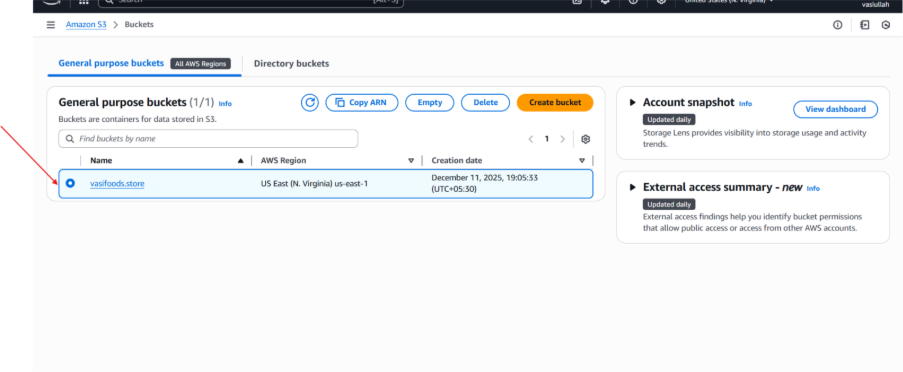 Search
[Alt+S]
United States (N. Virginia)
vasiullah
Amazon S3 > Buckets
General purpose buckets All AWS Regions
Directory buckets
General purpose buckets (1/1) Info
Copy ARN
Empty
Delete
Create bucket
Buckets are containers for data stored in S3.
Find buckets by name
1
Name
AWS Region
Creation date
vasifoods.store
US East (N. Virginia) us-east-1
December 11, 2025, 19:05:33
(UTC+05:30)
Account snapshot Info
View dashboard
Updated daily
Storage Lens provides visibility into storage usage and activity
trends.
External access summary - new Info
Updated daily
External access findings help you identify bucket permissions
that allow public access or access from other AWS accounts.